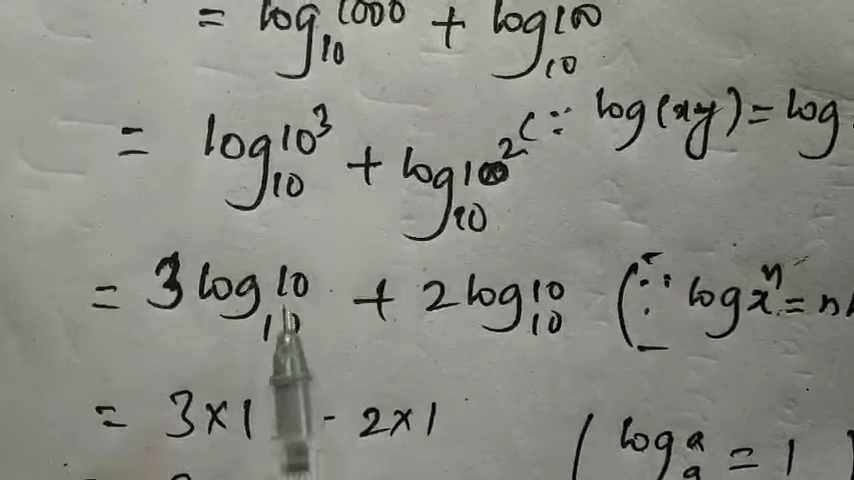 = log₁₀1000 + log₁₀100
= log₁₀10³ + log₁₀10² (∵ log(xy) = log
= 3 log₁₀10 + 2 log₁₀10 (∵ log xⁿ = n
= 3×1 - 2×1 ( logₐa = 1 )